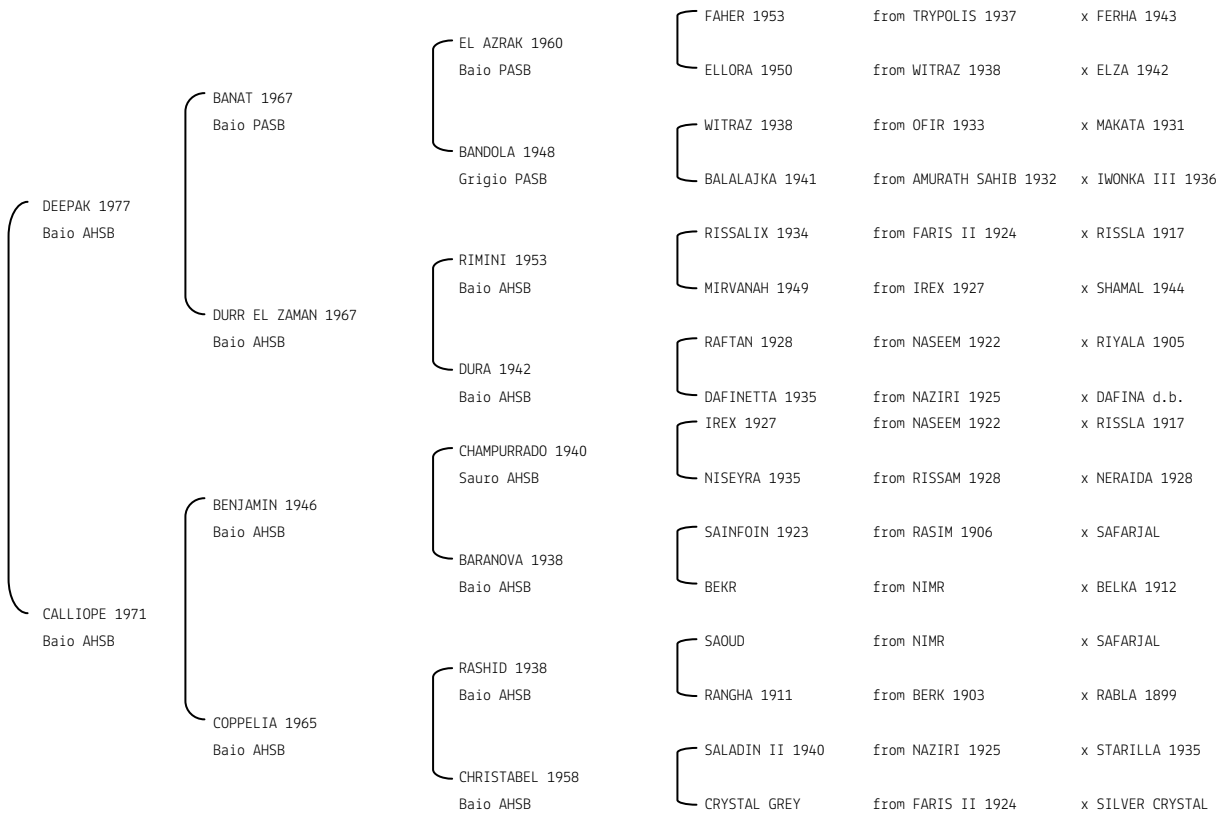 FAHER 1953 from TRYPOLIS 1937 x FERHA 1943
EL AZRAK 1960
Baio PASB
ELLORA 1950 from WITRAZ 1938 x ELZA 1942
BANAT 1967
Baio PASB
WITRAZ 1938 from OFIR 1933 x MAKATA 1931
BANDOLA 1948
Grigio PASB
BALALAJKA 1941 from AMURATH SAHIB 1932 x IWONKA III 1936
DEEPAK 1977
Baio AHSB
RISSALIX 1934 from FARIS II 1924 x RISSLA 1917
RIMINI 1953
Baio AHSB
MIRVANAH 1949 from IREX 1927 x SHAMAL 1944
DURR EL ZAMAN 1967
Baio AHSB
RAFTAN 1928 from NASEEM 1922 x RIYALA 1905
DURA 1942
Baio AHSB
DAFINETTA 1935 from NAZIRI 1925 x DAFINA d.b.
IREX 1927 from NASEEM 1922 x RISSLA 1917
CHAMPURRADO 1940
Sauro AHSB
NISEYRA 1935 from RISSAM 1928 x NERAIDA 1928
BENJAMIN 1946
Baio AHSB
SAINFOIN 1923 from RASIM 1906 x SAFARJAL
BARANOVA 1938
Baio AHSB
BEKR from NIMR x BELKA 1912
CALLIOPE 1971
Baio AHSB
SAOUD from NIMR x SAFARJAL
RASHID 1938
Baio AHSB
RANGHA 1911 from BERK 1903 x RABLA 1899
COPPELIA 1965
Baio AHSB
SALADIN II 1940 from NAZIRI 1925 x STARILLA 1935
CHRISTABEL 1958
Baio AHSB
CRYSTAL GREY from FARIS II 1924 x SILVER CRYSTAL